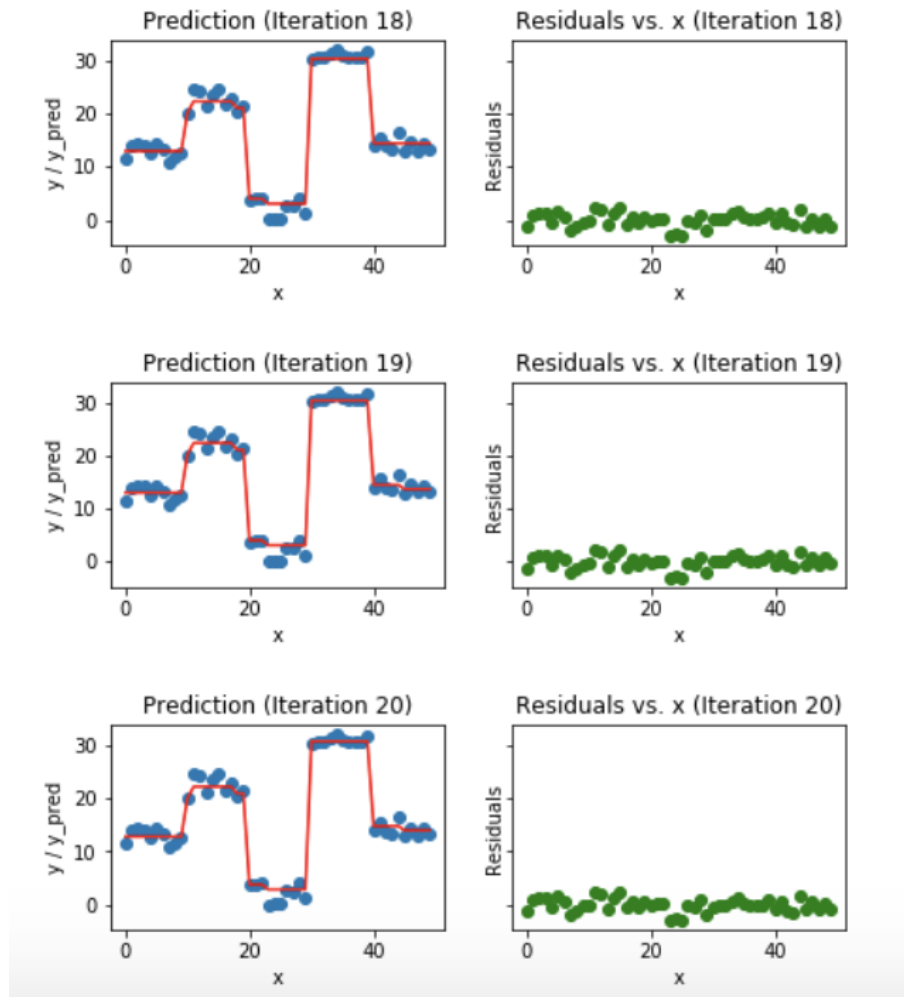 Prediction (Iteration 18)
y / y_pred
30
20
10
0
0
20
40
x
Residuals vs. x (Iteration 18)
Residuals
0
20
40
x
Prediction (Iteration 19)
y / y_pred
30
20
10
0
0
20
40
x
Residuals vs. x (Iteration 19)
Residuals
0
20
40
x
Prediction (Iteration 20)
y / y_pred
30
20
10
0
0
20
40
x
Residuals vs. x (Iteration 20)
Residuals
0
20
40
x